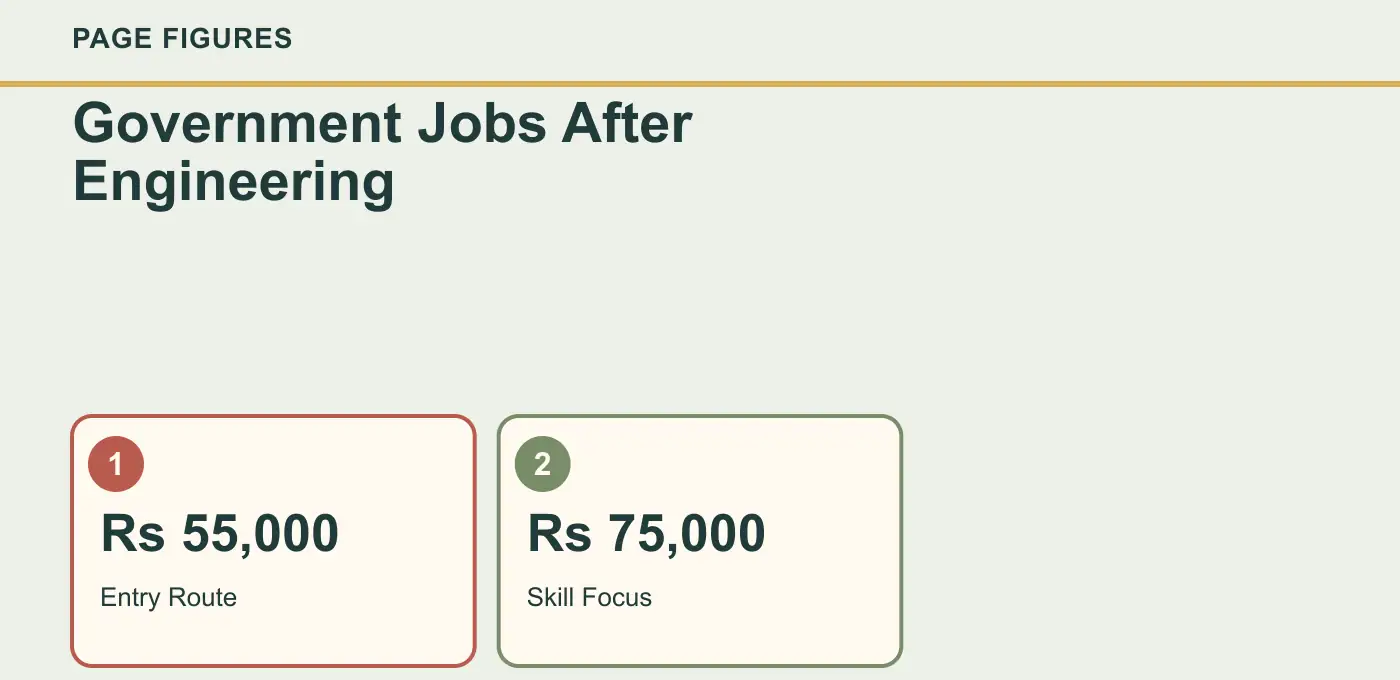 PAGE FIGURES
Government Jobs After
Engineering
1
Rs 55,000
Entry Route
2
Rs 75,000
Skill Focus